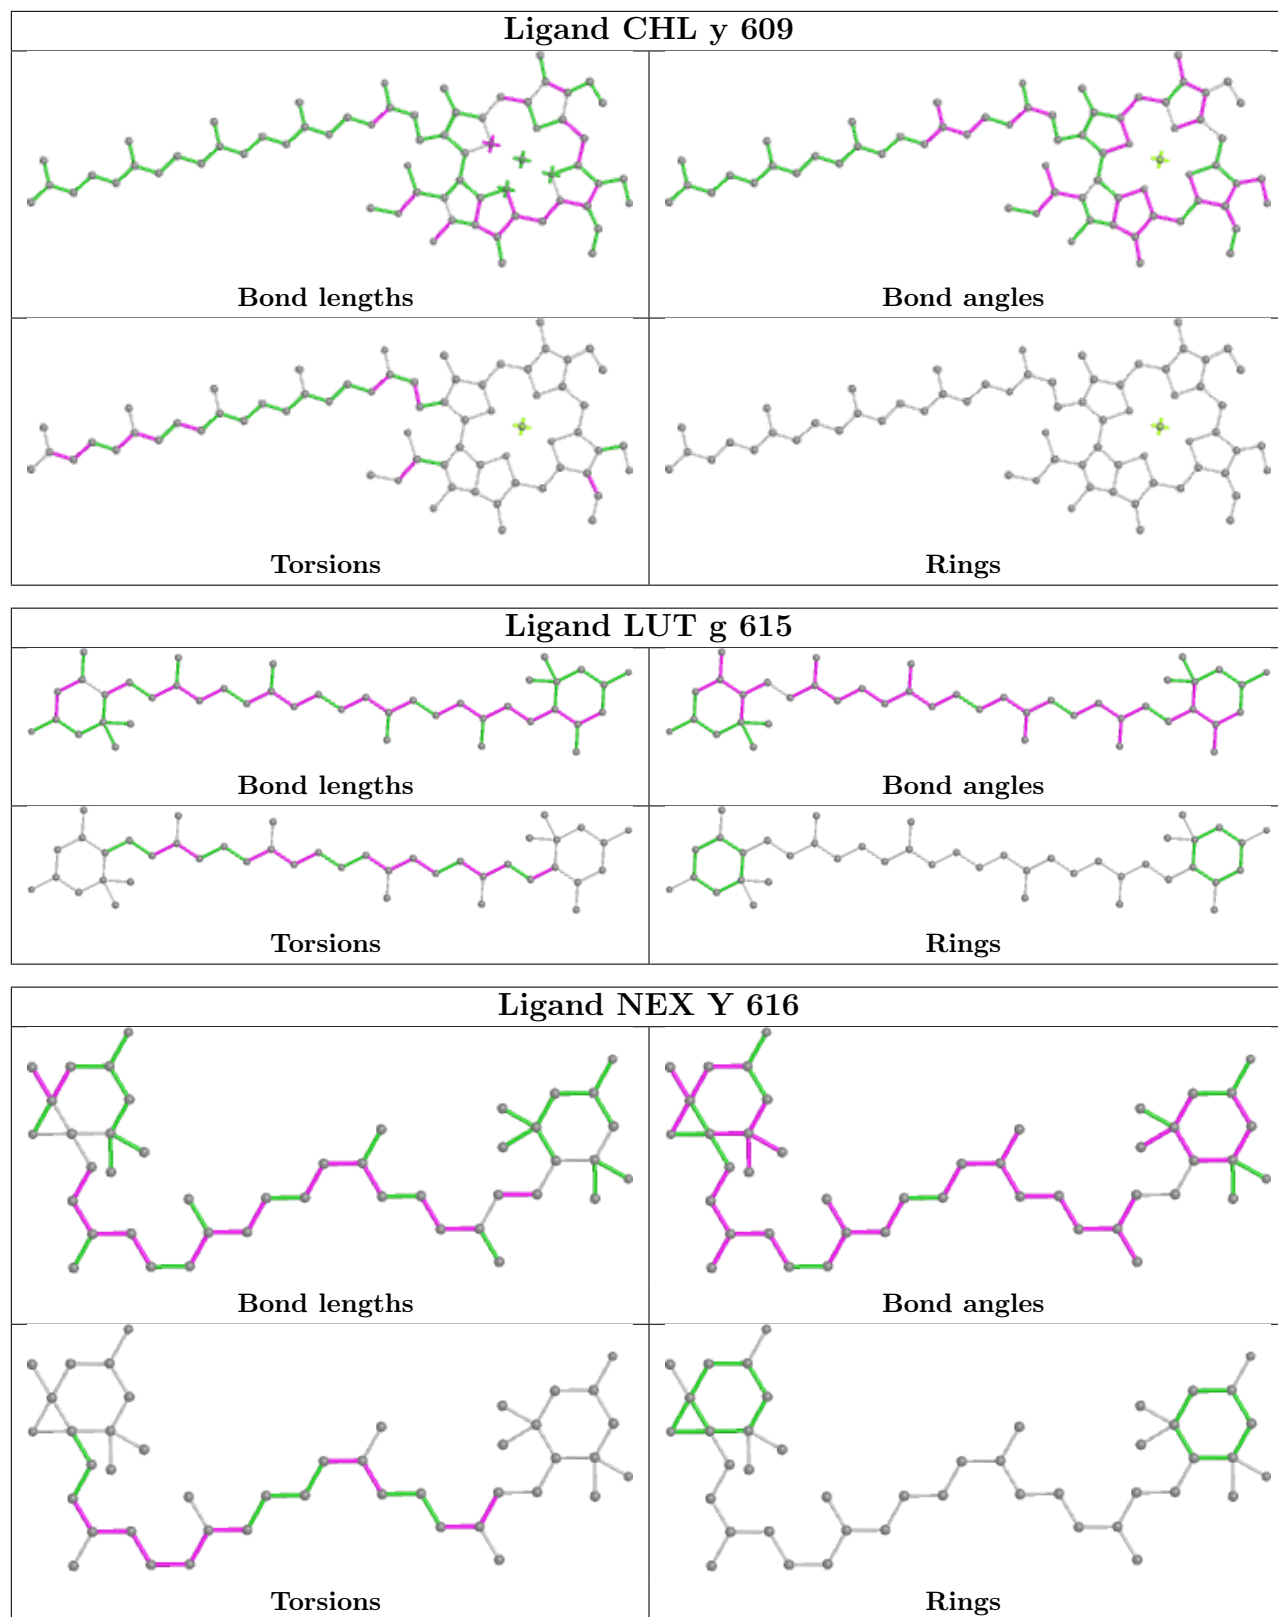 Ligand CHL y 609
Bond lengths
Bond angles
Torsions
Rings
Ligand LUT g 615
Bond lengths
Bond angles
Torsions
Rings
Ligand NEX Y 616
Bond lengths
Bond angles
Torsions
Rings